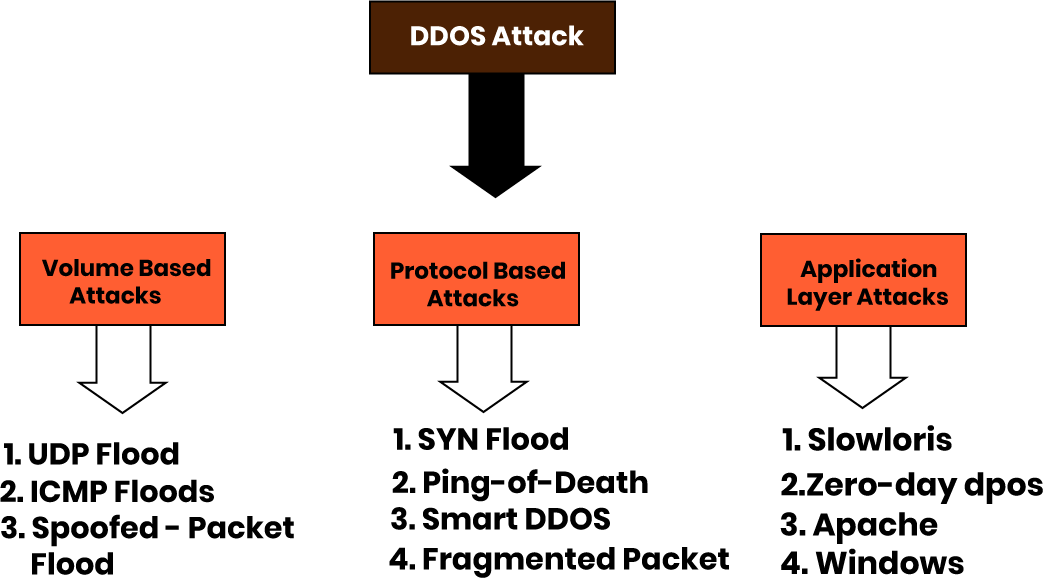 DDOS Attack
Volume Based
Attacks
1. UDP Flood
2. ICMP Floods
3. Spoofed - Packet
Flood
Protocol Based
Attacks
1. SYN Flood
2. Ping-of-Death
3. Smart DDOS
4. Fragmented Packet
Application
Layer Attacks
1. Slowloris
2.Zero-day dpos
3. Apache
4. Windows